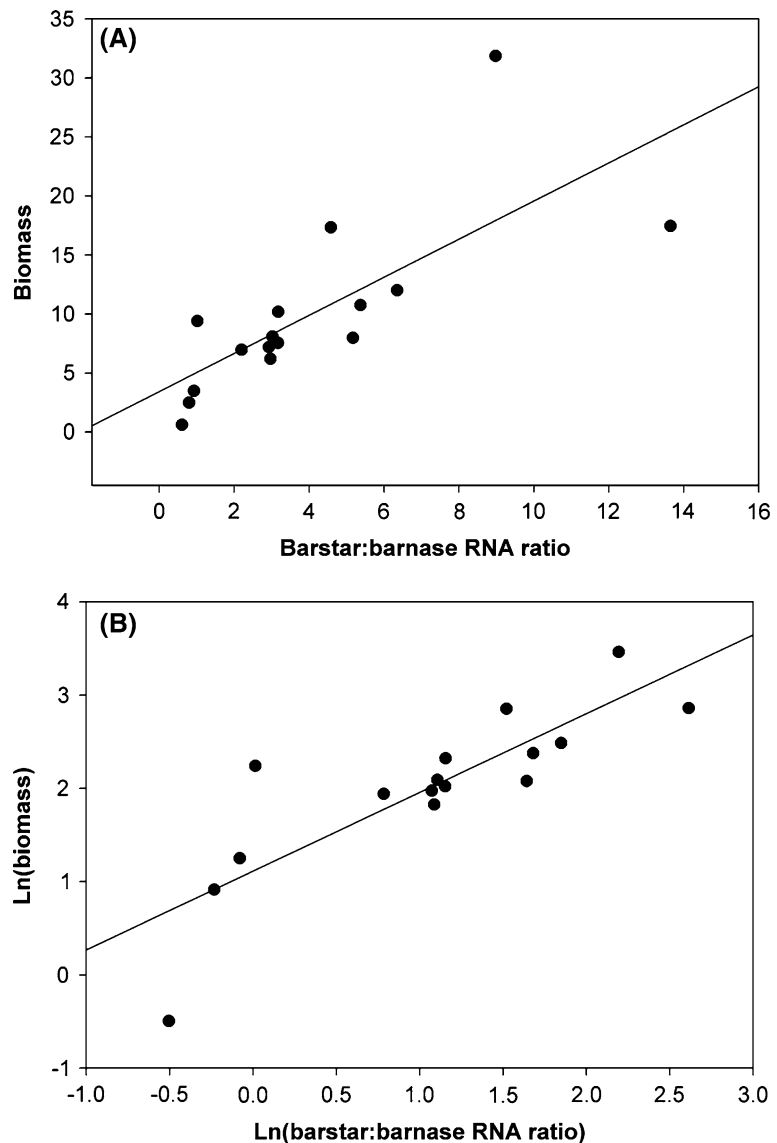 (A)
35
30
25
20
15
10
5
0
Biomass
0 2 4 6 8 10 12 14 16
Barstar:barnase RNA ratio
(B)
4
3
2
1
0
-1
Ln(biomass)
-1.0 -0.5 0.0 0.5 1.0 1.5 2.0 2.5 3.0
Ln(barstar:barnase RNA ratio)